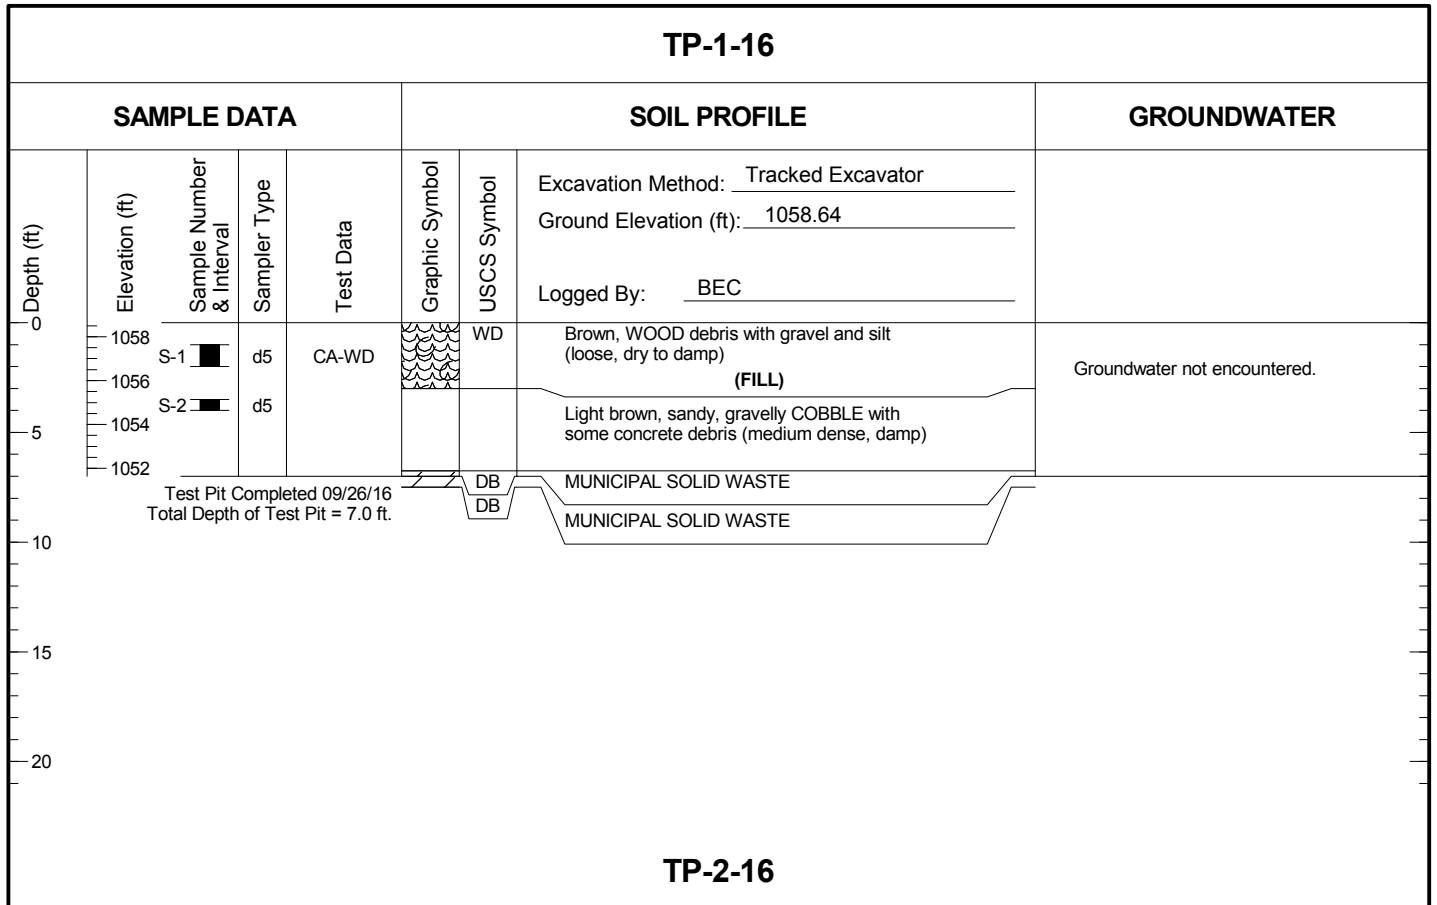 TP-1-16
SAMPLE DATA
SOIL PROFILE
GROUNDWATER
Depth (ft)
Elevation (ft)
Sample Number
& Interval
Sampler Type
Test Data
Graphic Symbol
USCS Symbol
Excavation Method: Tracked Excavator
Ground Elevation (ft): 1058.64
Logged By: BEC
0
1058
S-1
d5
CA-WD
WD
Brown, WOOD debris with gravel and silt
(loose, dry to damp)
(FILL)
Groundwater not encountered.
1056
S-2
d5
1054
5
Light brown, sandy, gravelly COBBLE with
some concrete debris (medium dense, damp)
1052
DB
MUNICIPAL SOLID WASTE
DB
MUNICIPAL SOLID WASTE
Test Pit Completed 09/26/16
Total Depth of Test Pit = 7.0 ft.
10
15
20
TP-2-16